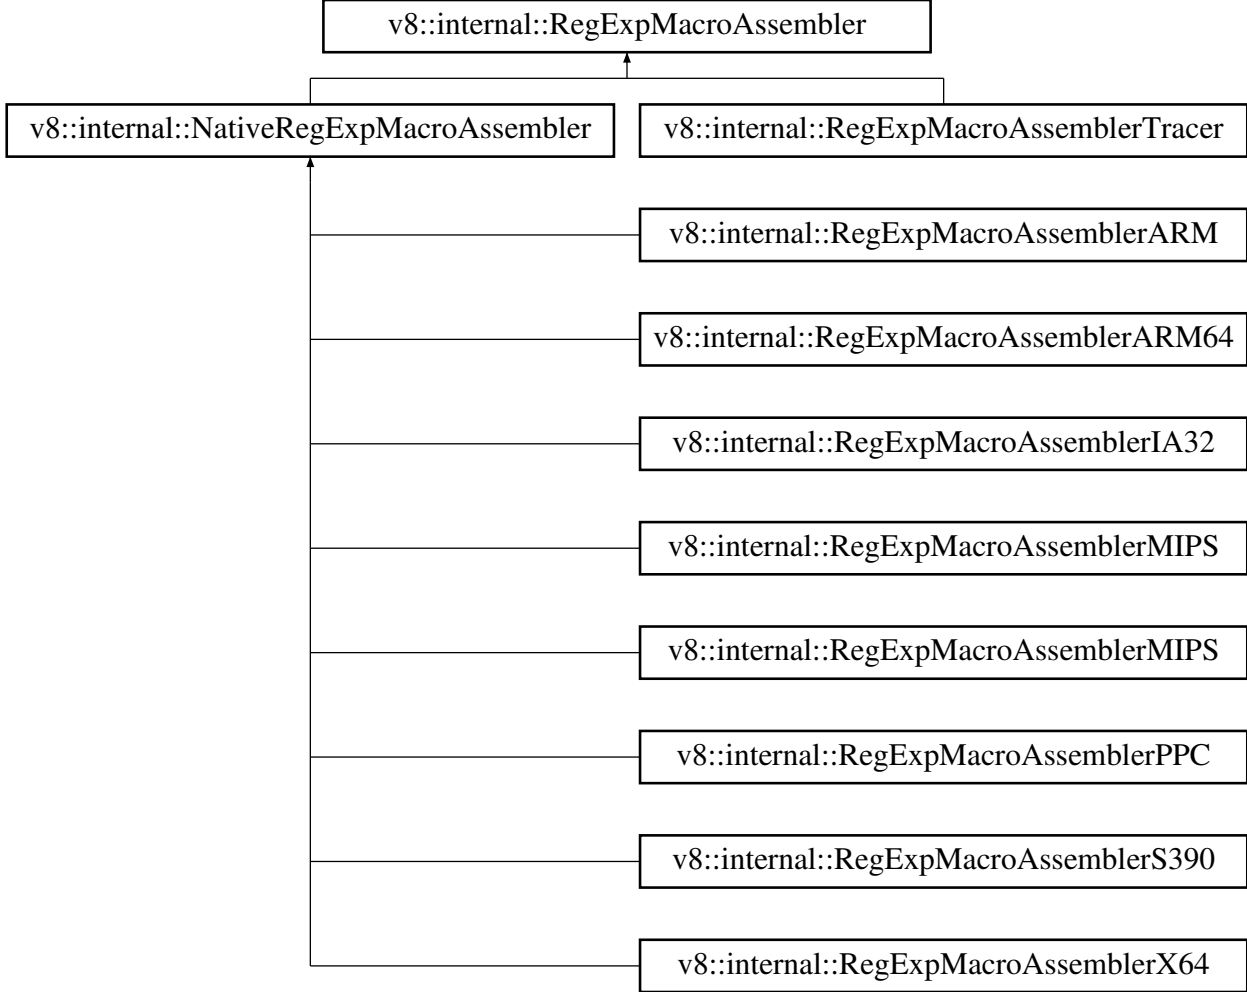 v8::internal::RegExpMacroAssembler
v8::internal::NativeRegExpMacroAssembler
v8::internal::RegExpMacroAssemblerTracer
v8::internal::RegExpMacroAssemblerARM
v8::internal::RegExpMacroAssemblerARM64
v8::internal::RegExpMacroAssemblerIA32
v8::internal::RegExpMacroAssemblerMIPS
v8::internal::RegExpMacroAssemblerMIPS
v8::internal::RegExpMacroAssemblerPPC
v8::internal::RegExpMacroAssemblerS390
v8::internal::RegExpMacroAssemblerX64